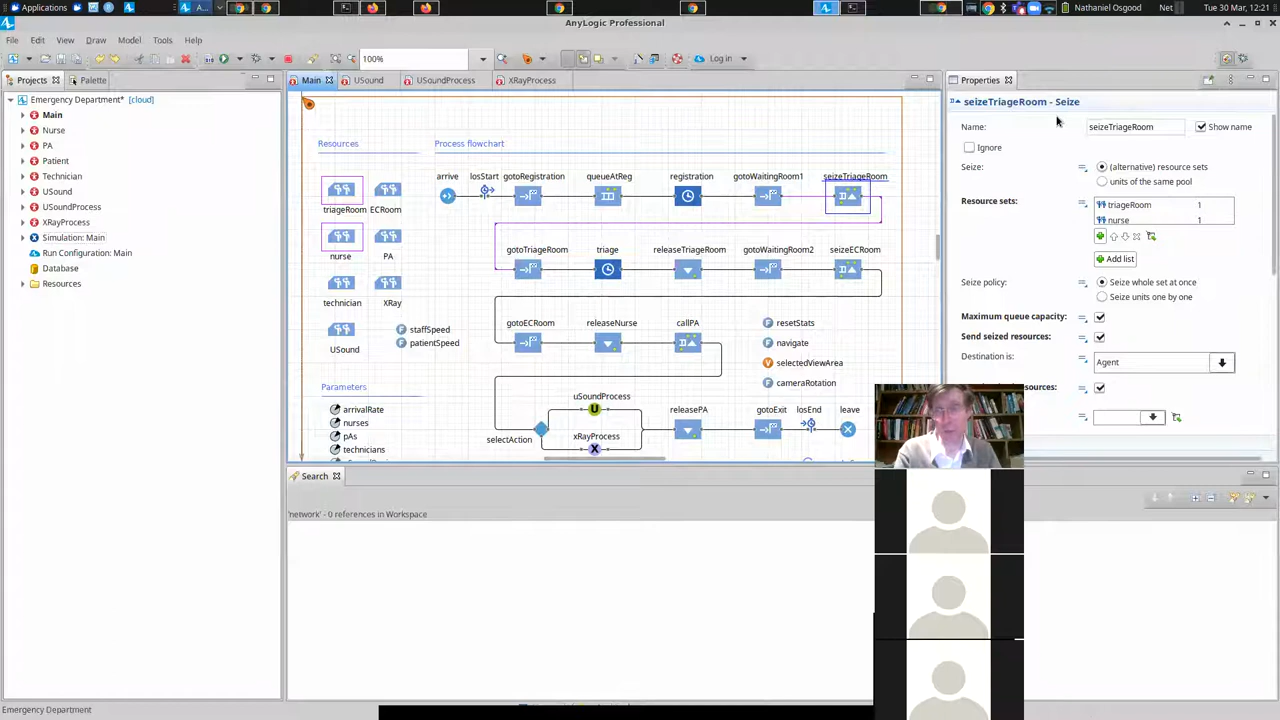 Applications
A...
Nathaniel Osgood
Net
Tue 30 Mar, 12:21
AnyLogic Professional
File Edit View Draw Model Tools Help
100%
Log in
Projects
Palette
Main
USound
USoundProcess
XRayProcess
Properties
Emergency Department* [cloud]
Main
Nurse
PA
Patient
Technician
USound
USoundProcess
XRayProcess
Simulation: Main
Run Configuration: Main
Database
Resources
Resources
Process flowchart
arrive losStart gotoRegistration queueAtReg registration gotoWaitingRoom1 seizeTriageRoom
triageRoom ECRoom
gotoTriageRoom triage releaseTriageRoom gotoWaitingRoom2 seizeECRoom
nurse PA
technician XRay
gotoECRoom releaseNurse callPA
resetStats
staffSpeed
navigate
patientSpeed
USound
selectedViewArea
cameraRotation
Parameters
uSoundProcess
U
arrivalRate
releasePA gotoExit losEnd leave
nurses
pAs
selectAction
xRayProcess
X
technicians
seizeTriageRoom - Seize
Name: seizeTriageRoom Show name
Ignore
Seize: (alternative) resource sets
units of the same pool
Resource sets: triageRoom 1
nurse 1
Add list
Seize policy: Seize whole set at once
Seize units one by one
Maximum queue capacity:
Send seized resources:
Destination is: Agent
esources:
Search
'network' - 0 references in Workspace
Emergency Department